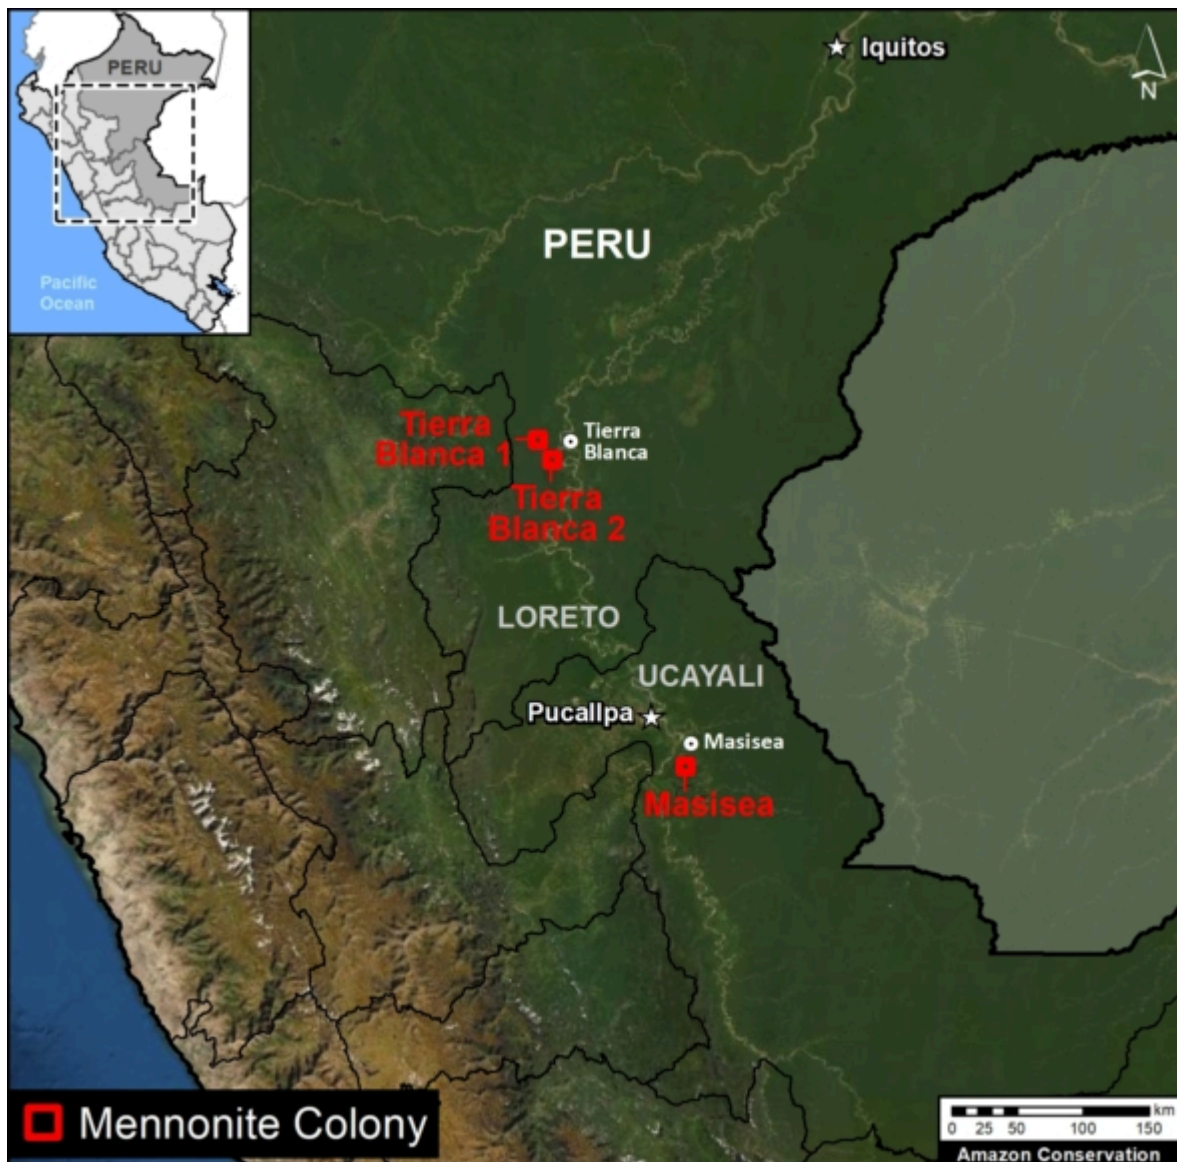 PERU
Pacific
Ocean
Iquitos
N
PERU
Tierra
Blanca 1
Tierra
Blanca
Tierra
Blanca 2
LORETO
UCAYALI
Pucallpa
Masisea
Masisea
Mennonite Colony
km
0 25 50 100 150
Amazon Conservation